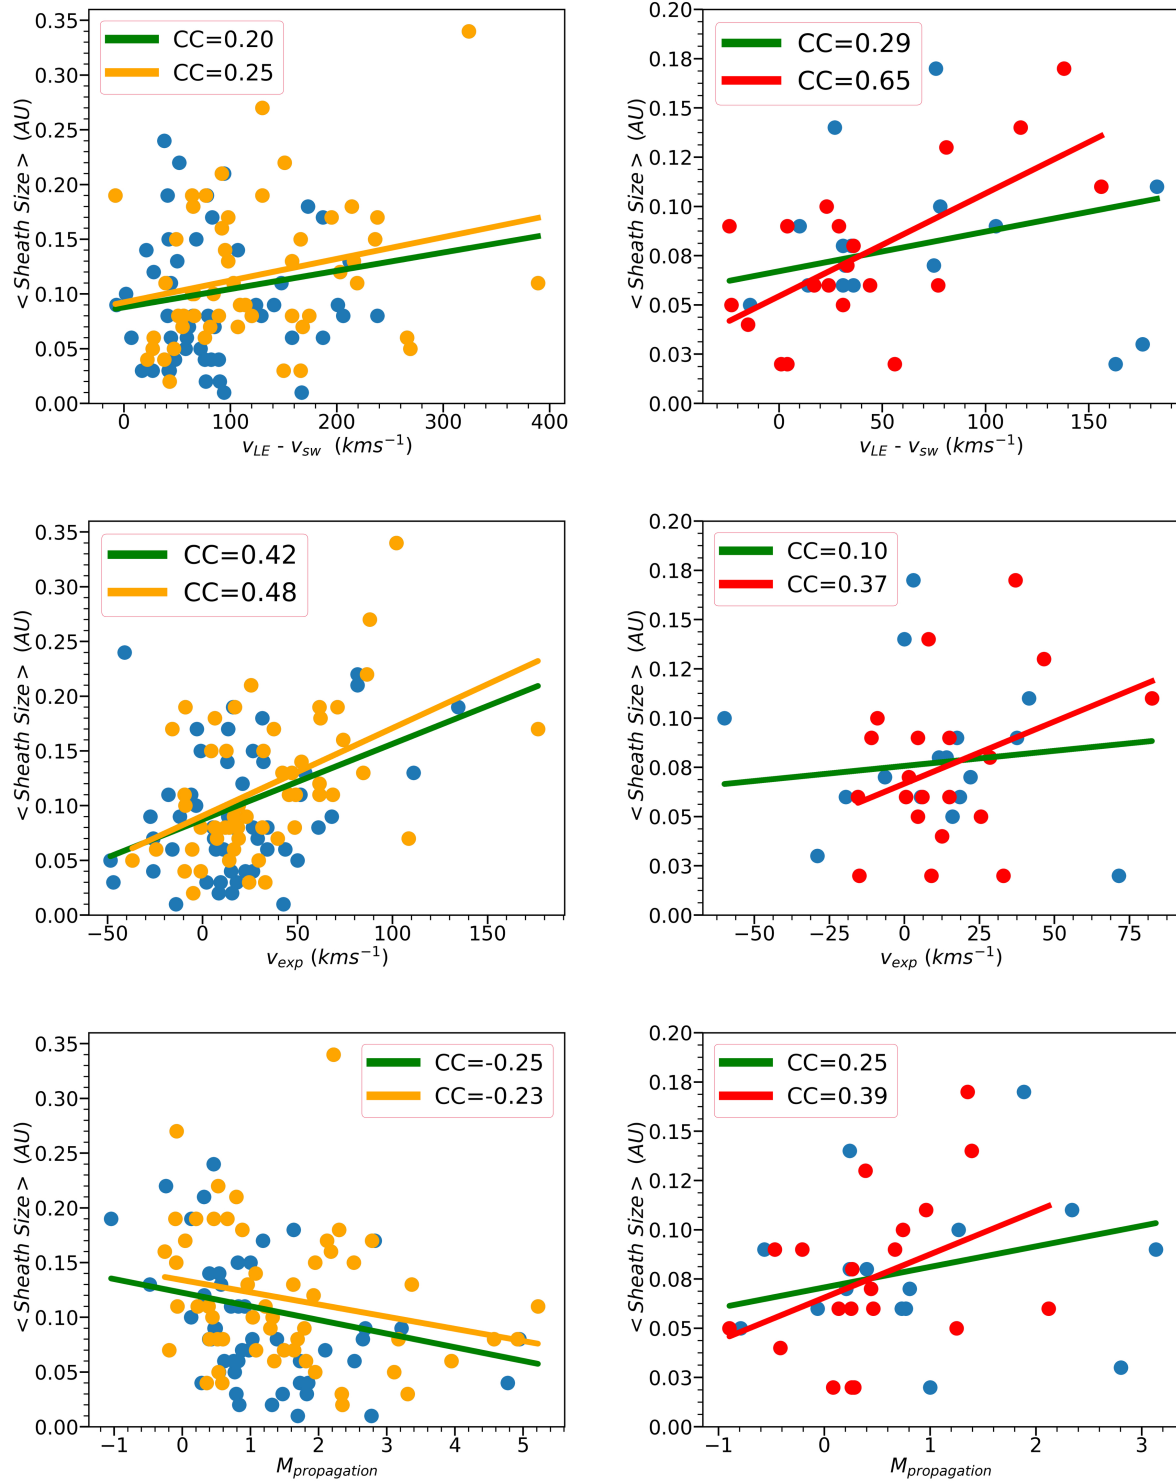 CC=0.20
CC=0.25
< Sheath Size > (AU)
0.35
0.30
0.25
0.20
0.15
0.10
0.05
0.00
0 100 200 300 400
v_LE - v_sw (kms⁻¹)
CC=0.29
CC=0.65
< Sheath Size > (AU)
0.20
0.18
0.15
0.12
0.10
0.08
0.05
0.03
0.00
0 50 100 150
v_LE - v_sw (kms⁻¹)
CC=0.42
CC=0.48
< Sheath Size > (AU)
0.35
0.30
0.25
0.20
0.15
0.10
0.05
0.00
−50 0 50 100 150
v_exp (kms⁻¹)
CC=0.10
CC=0.37
< Sheath Size > (AU)
0.20
0.18
0.15
0.12
0.10
0.08
0.05
0.03
0.00
−50 −25 0 25 50 75
v_exp (kms⁻¹)
CC=-0.25
CC=-0.23
< Sheath Size > (AU)
0.35
0.30
0.25
0.20
0.15
0.10
0.05
0.00
−1 0 1 2 3 4 5
M_propagation
CC=0.25
CC=0.39
< Sheath Size > (AU)
0.20
0.18
0.15
0.12
0.10
0.08
0.05
0.03
0.00
−1 0 1 2 3
M_propagation